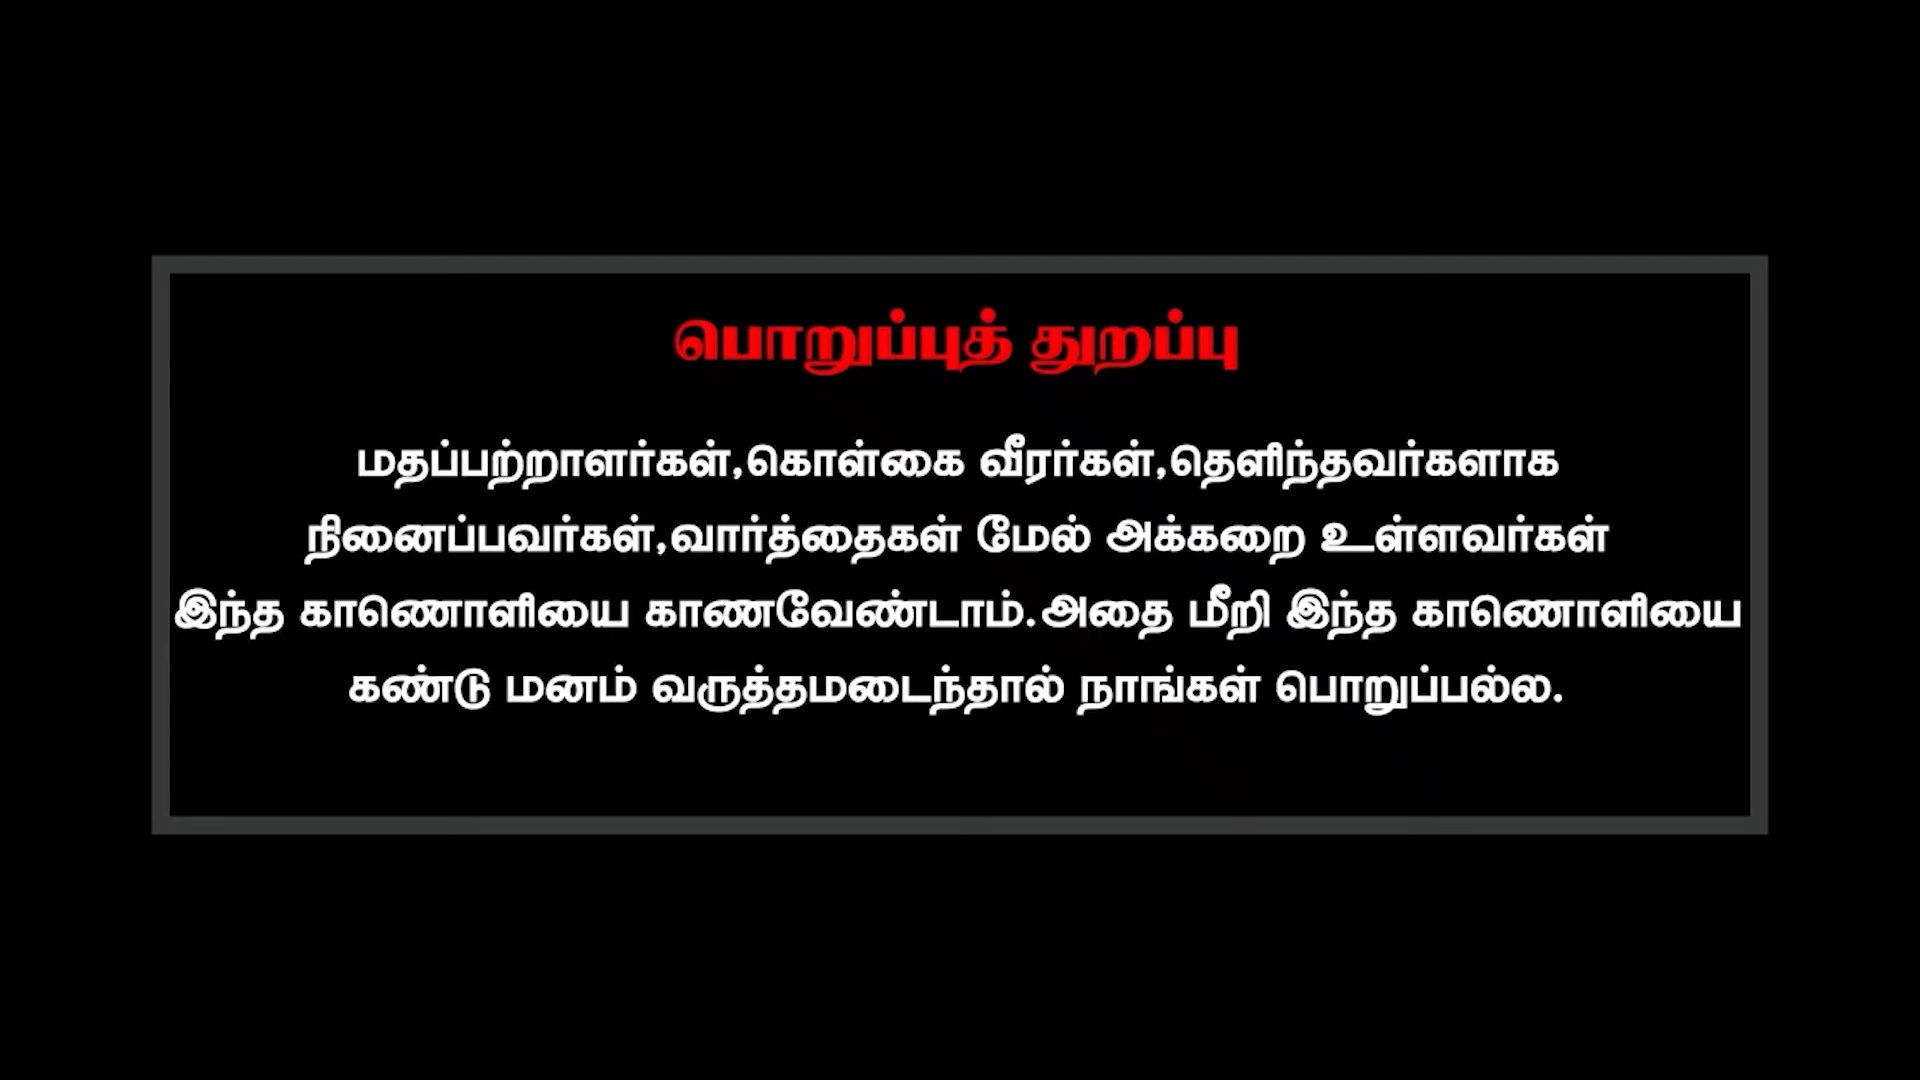 பொறுப்புத் துறப்பு
மதப்பற்றாளர்கள்,கொள்கை வீரர்கள்,தெளிந்தவர்களாக
நினைப்பவர்கள்,வார்த்தைகள் மேல் அக்கறை உள்ளவர்கள்
இந்த காணொளியை காணவேண்டாம்.அதை மீறி இந்த காணொளியை
கண்டு மனம் வருத்தமடைந்தால் நாங்கள் பொறுப்பல்ல.